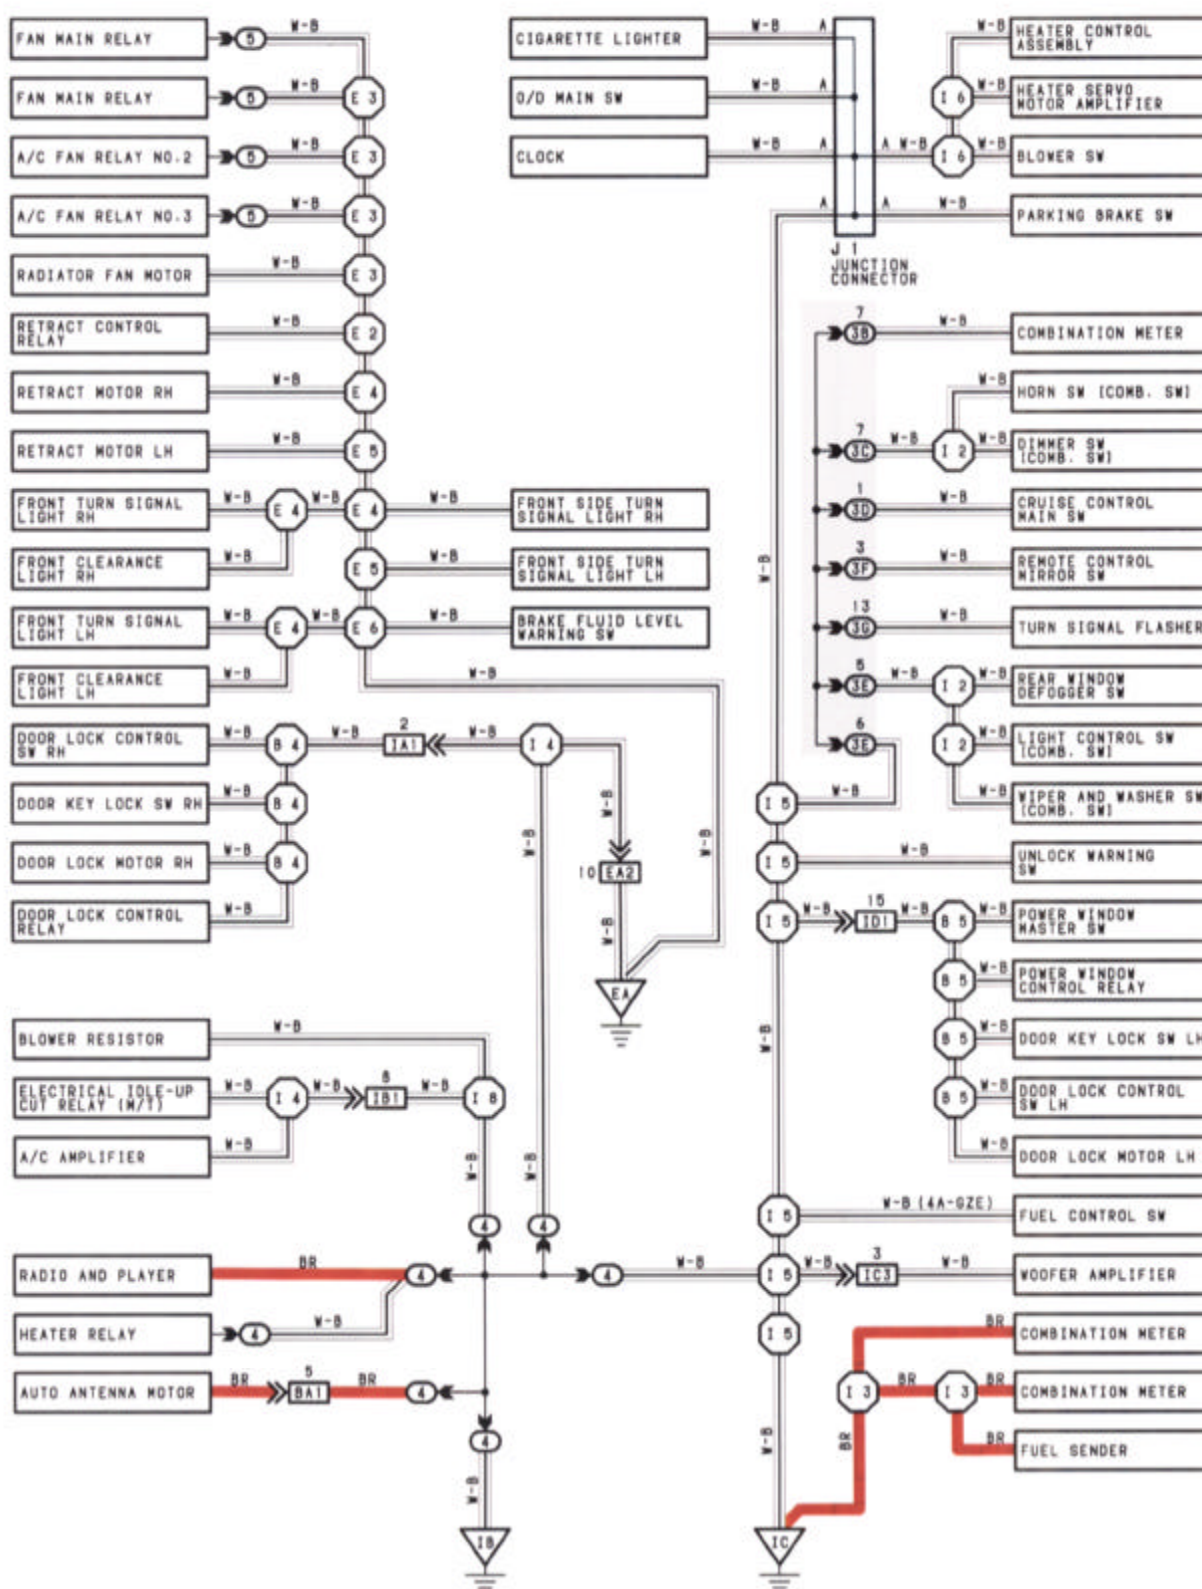 FAN MAIN RELAY
5
W-B
FAN MAIN RELAY
5
W-B
E 3
A/C FAN RELAY NO.2
5
W-B
E 3
A/C FAN RELAY NO.3
5
W-B
E 3
RADIATOR FAN MOTOR
W-B
E 3
RETRACT CONTROL
RELAY
W-B
E 2
RETRACT MOTOR RH
W-B
E 4
RETRACT MOTOR LH
W-B
E 5
FRONT TURN SIGNAL
LIGHT RH
W-B
E 4
W-B
E 4
W-B
FRONT SIDE TURN
SIGNAL LIGHT RH
FRONT CLEARANCE
LIGHT RH
W-B
E 5
W-B
FRONT SIDE TURN
SIGNAL LIGHT LH
FRONT TURN SIGNAL
LIGHT LH
W-B
E 4
W-B
E 6
W-B
BRAKE FLUID LEVEL
WARNING SW
FRONT CLEARANCE
LIGHT LH
W-B
W-B
DOOR LOCK CONTROL
SW RH
W-B
B 4
W-B
2
IA1
W-B
I 4
DOOR KEY LOCK SW RH
W-B
B 4
W-B
W-B
W-B
DOOR LOCK MOTOR RH
W-B
B 4
10
EA2
DOOR LOCK CONTROL
RELAY
W-B
W-B
EA
BLOWER RESISTOR
W-B
ELECTRICAL IDLE-UP
CUT RELAY (M/T)
W-B
I 4
W-B
8
IB1
W-B
I 8
A/C AMPLIFIER
W-B
W-B
W-B
4
4
RADIO AND PLAYER
BR
4
4
W-B
HEATER RELAY
4
W-B
AUTO ANTENNA MOTOR
BR
5
BA1
BR
4
4
W-B
IB
CIGARETTE LIGHTER
W-B
A
O/D MAIN SW
W-B
A
CLOCK
W-B
A
A
W-B
I 6
W-B
BLOWER SW
W-B
HEATER CONTROL
ASSEMBLY
I 6
W-B
HEATER SERVO
MOTOR AMPLIFIER
A
A
W-B
PARKING BRAKE SW
J 1
JUNCTION
CONNECTOR
7
3B
W-B
COMBINATION METER
W-B
HORN SW [COMB. SW]
7
3C
W-B
I 2
W-B
DIMMER SW
[COMB. SW]
1
3D
W-B
CRUISE CONTROL
MAIN SW
W-B
3
3F
W-B
REMOTE CONTROL
MIRROR SW
13
3G
W-B
TURN SIGNAL FLASHER
5
3E
W-B
I 2
W-B
REAR WINDOW
DEFOGGER SW
6
3E
I 2
W-B
LIGHT CONTROL SW
[COMB. SW]
I 5
W-B
W-B
WIPER AND WASHER SW
[COMB. SW]
I 5
W-B
UNLOCK WARNING
SW
I 5
W-B
15
ID1
W-B
B 5
W-B
POWER WINDOW
MASTER SW
B 5
W-B
POWER WINDOW
CONTROL RELAY
W-B
B 5
W-B
DOOR KEY LOCK SW LH
B 5
W-B
DOOR LOCK CONTROL
SW LH
W-B
DOOR LOCK MOTOR LH
I 5
W-B (4A-GZE)
FUEL CONTROL SW
I 5
W-B
3
IC3
W-B
WOOFER AMPLIFIER
I 5
BR
COMBINATION METER
I 3
BR
I 3
BR
COMBINATION METER
W-B
BR
BR
FUEL SENDER
IC